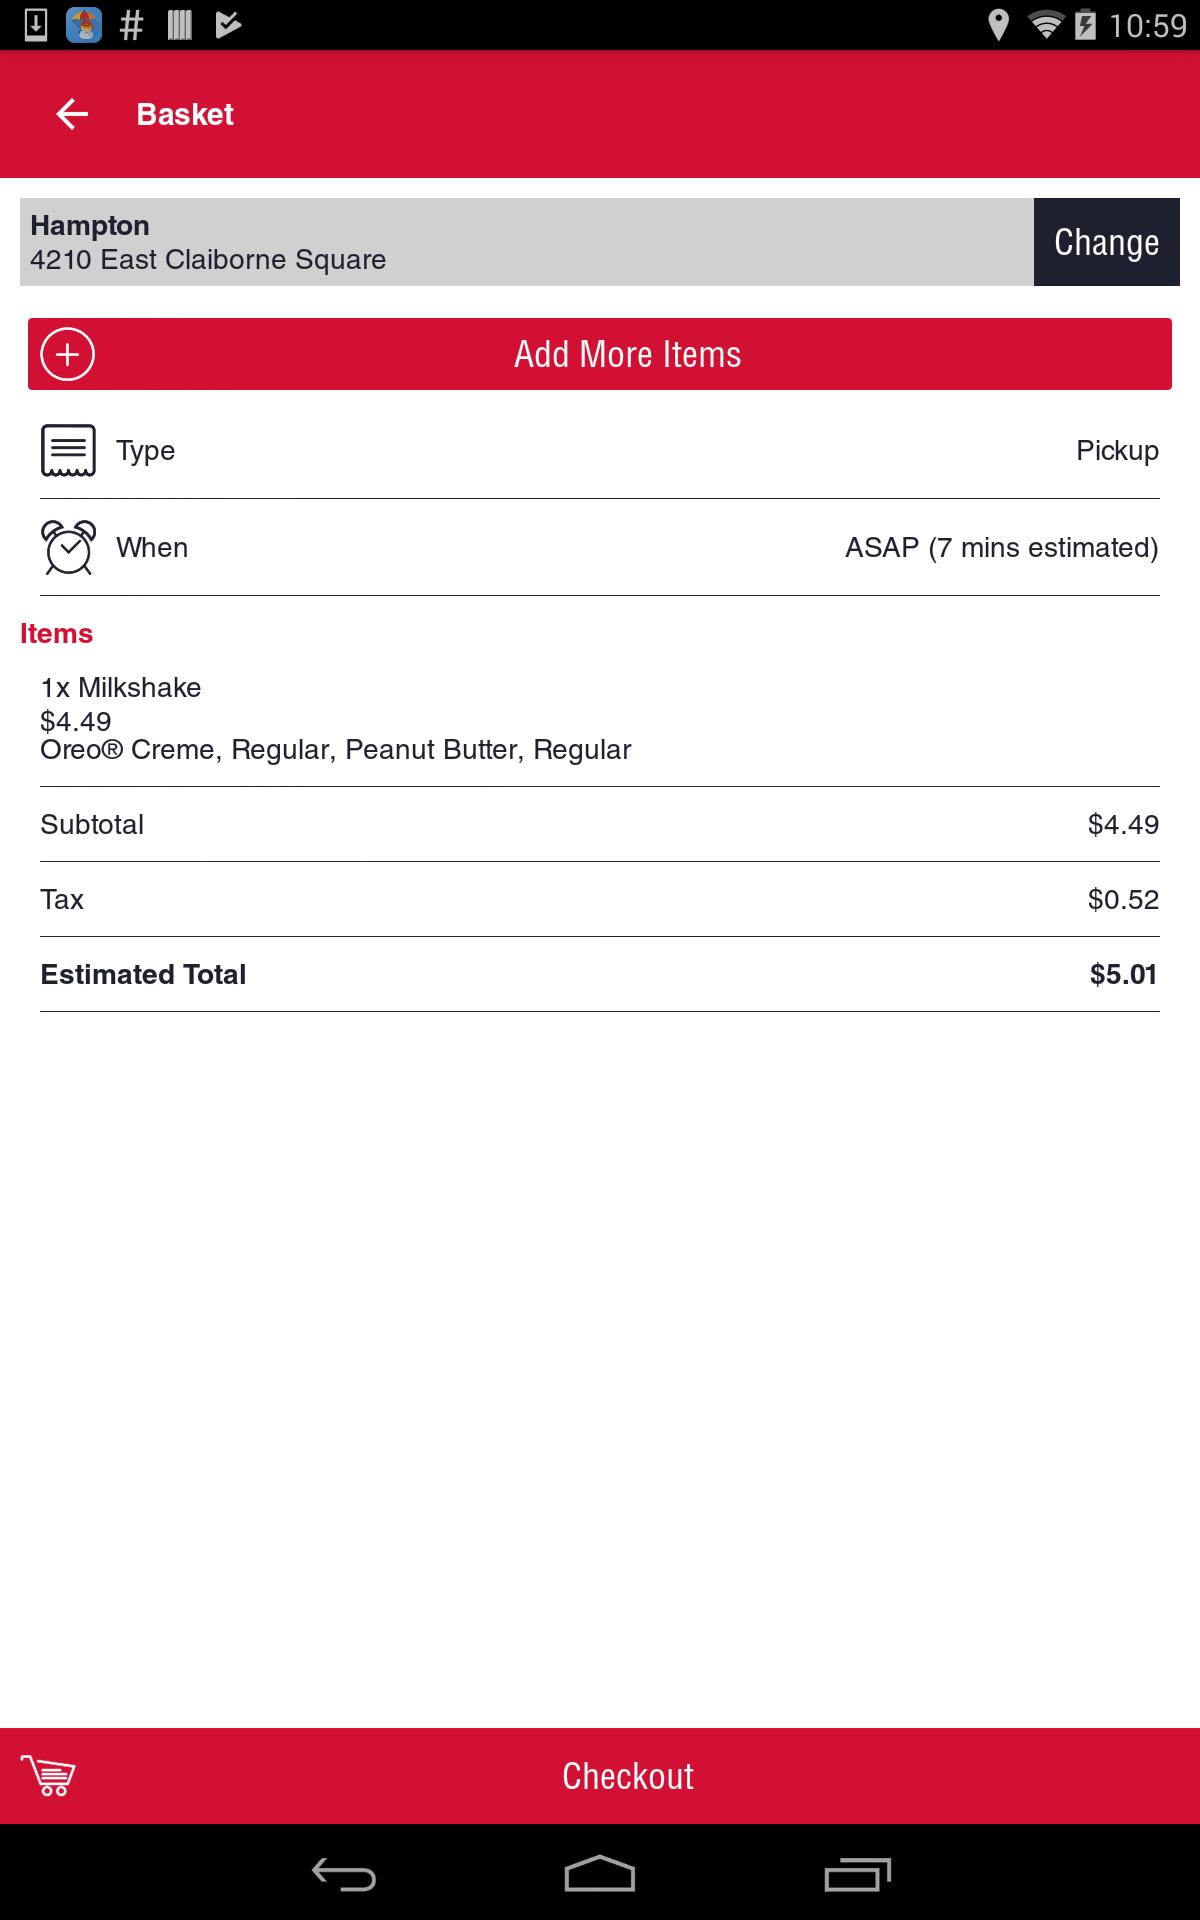 10:59
Basket
Hampton
4210 East Claiborne Square
Change
Add More Items
Type
Pickup
When
ASAP (7 mins estimated)
Items
1x Milkshake
$4.49
Oreo® Creme, Regular, Peanut Butter, Regular
Subtotal
$4.49
Tax
$0.52
Estimated Total
$5.01
Checkout